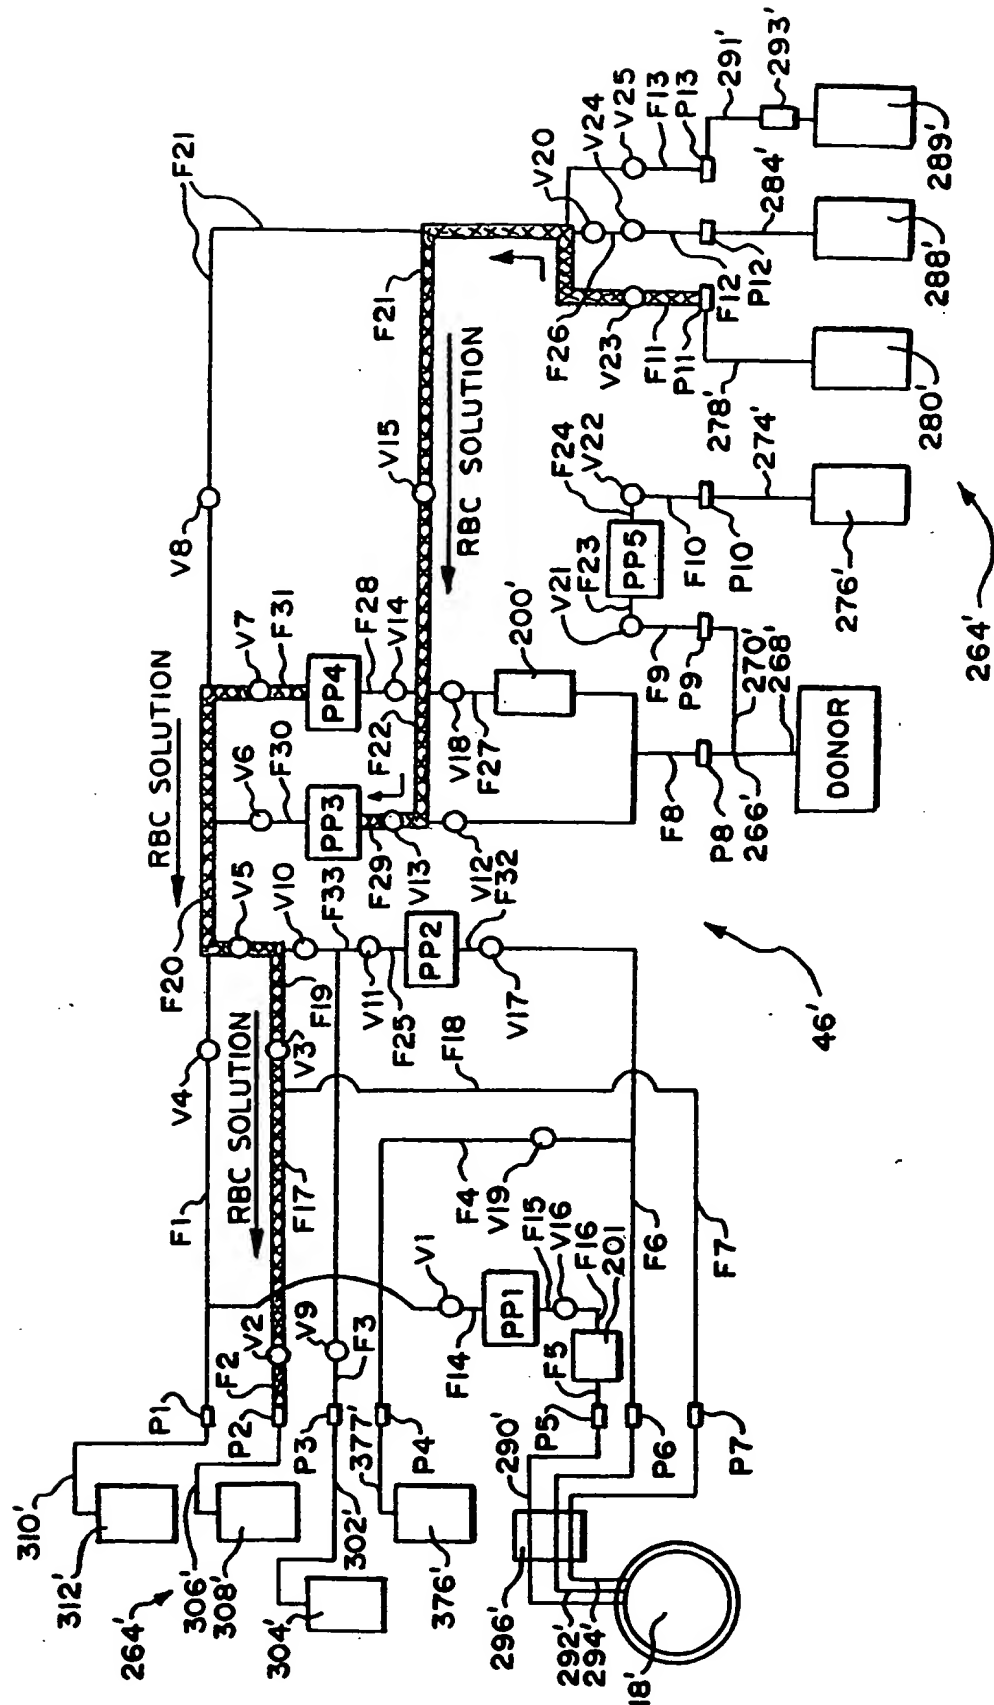 F21
V8
RBC SOLUTION
V7
F31
V6
F30
PP4
F28
V14
PP3
F22
F29
V13
F20
V5
V10
F33
V11
F25
PP2
V12
F32
V17
F19
V3
V4
F1
RBC SOLUTION
F17
F18
F4
V19
V1
F14
PP1
F15
V16
F16
201
F5
V2
F2
V9
F3
P1
P2
P3
377'
P4
P5
290'
P6
P7
F6
F7
310'
312'
264'
306'
308'
304'
302'
376'
296'
292'
294'
18'
F21
V15
RBC SOLUTION
V18
F27
200'
F8
P8
266'
DONOR
268'
270'
P9
F9
V21
F23
PP5
F24
V22
F10
P10
274'
276'
278'
280'
P11
F11
V23
F26
V20
V24
V25
F12
P12
284'
288'
F13
P13
291'
293'
289'
46'
264'